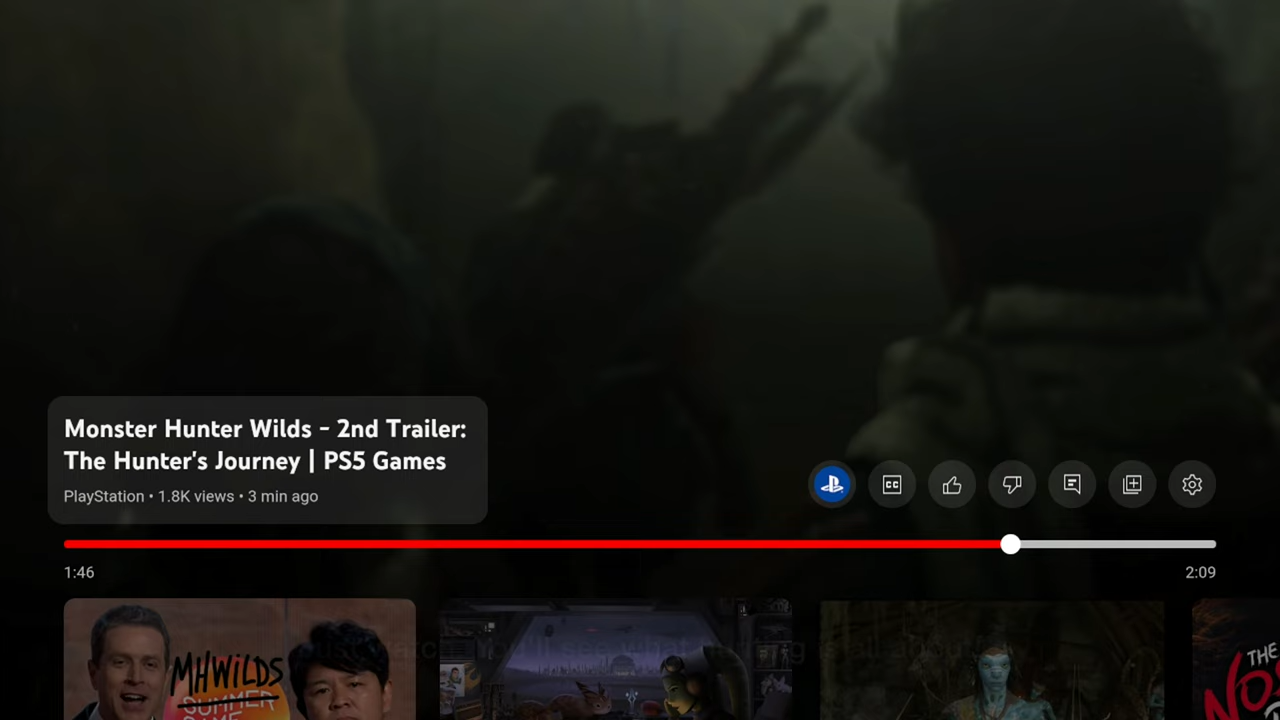 Monster Hunter Wilds - 2nd Trailer:
The Hunter's Journey | PS5 Games
PlayStation • 1.8K views • 3 min ago
CC
1:46
2:09
MHWILDS
SUMMER
GAME
THE